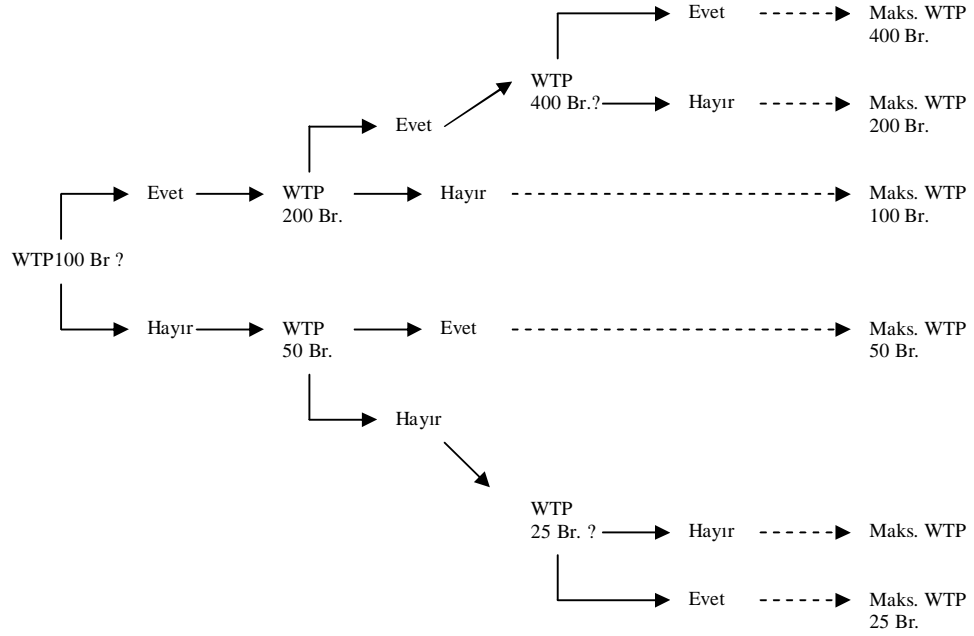 Evet
Maks. WTP
400 Br.
WTP
400 Br.?
Hayır
Maks. WTP
200 Br.
Evet
Evet
WTP
200 Br.
Hayır
Maks. WTP
100 Br.
WTP100 Br ?
Hayır
WTP
50 Br.
Evet
Maks. WTP
50 Br.
Hayır
WTP
25 Br. ?
Hayır
Maks. WTP
Evet
Maks. WTP
25 Br.